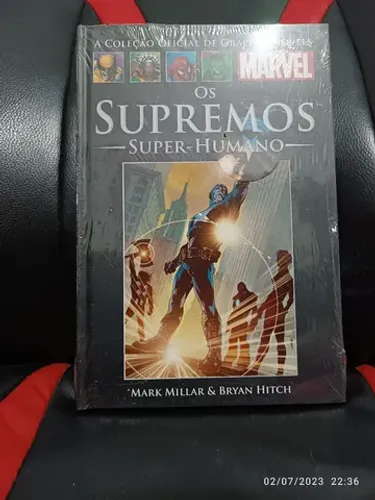 A COLEÇÃO OFICIAL DE GRAPHIC NOVELS
MARVEL
OS
SUPREMOS
SUPER-HUMANO
MARK MILLAR & BRYAN HITCH
02/07/2023 22:36